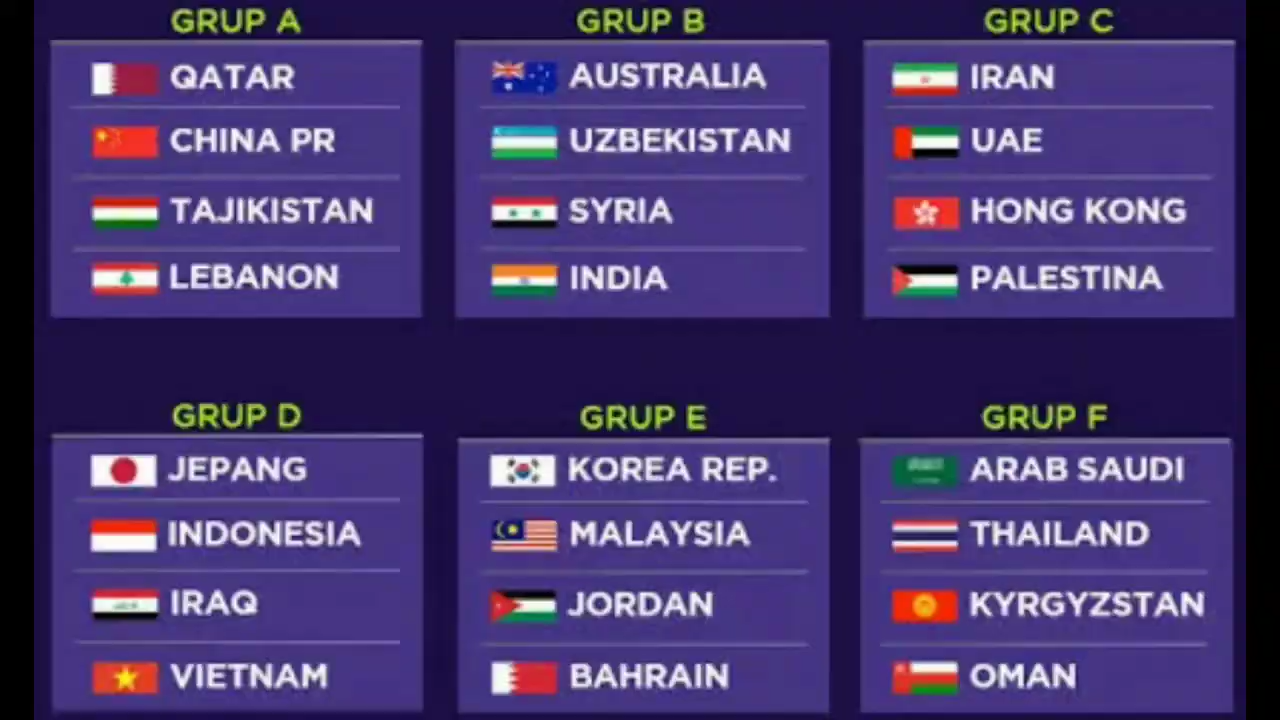 GRUP A
QATAR
CHINA PR
TAJIKISTAN
LEBANON
GRUP B
AUSTRALIA
UZBEKISTAN
SYRIA
INDIA
GRUP C
IRAN
UAE
HONG KONG
PALESTINA
GRUP D
JEPANG
INDONESIA
IRAQ
VIETNAM
GRUP E
KOREA REP.
MALAYSIA
JORDAN
BAHRAIN
GRUP F
ARAB SAUDI
THAILAND
KYRGYZSTAN
OMAN